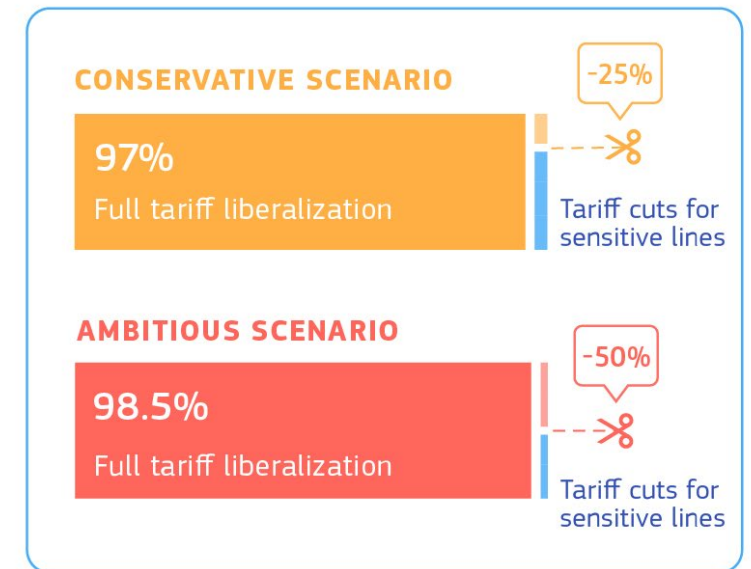 CONSERVATIVE SCENARIO
-25%
97%
Full tariff liberalization
Tariff cuts for
sensitive lines
AMBITIOUS SCENARIO
-50%
98.5%
Full tariff liberalization
Tariff cuts for
sensitive lines